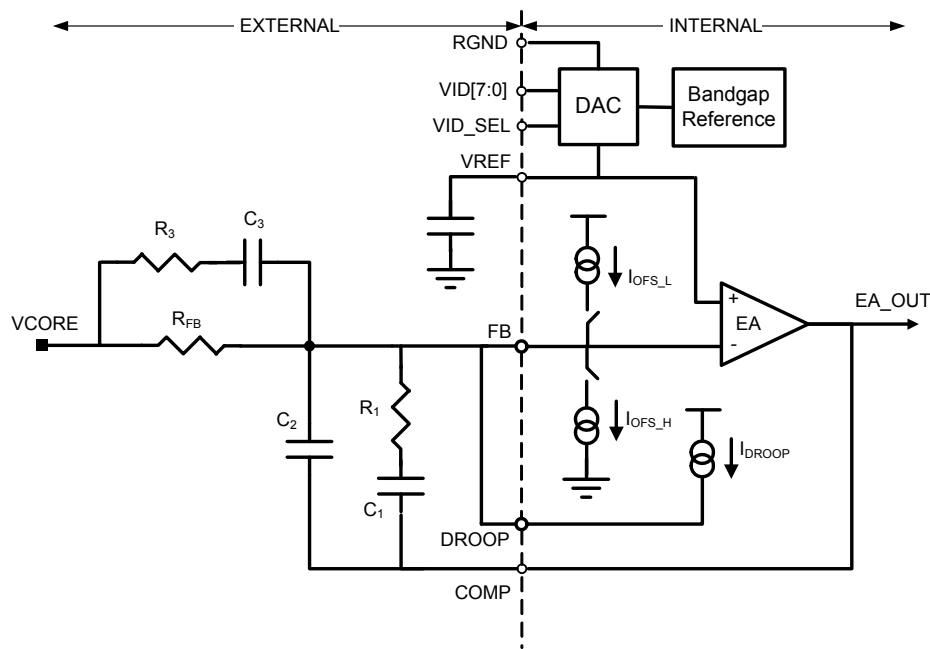 EXTERNAL
INTERNAL
RGND
VID[7:0]
VID_SEL
VREF
DAC
Bandgap
Reference
R3
C3
IOFS_L
VCORE
RFB
FB
+
EA
-
EA_OUT
C2
R1
C1
IOFS_H
IDROOP
DROOP
COMP